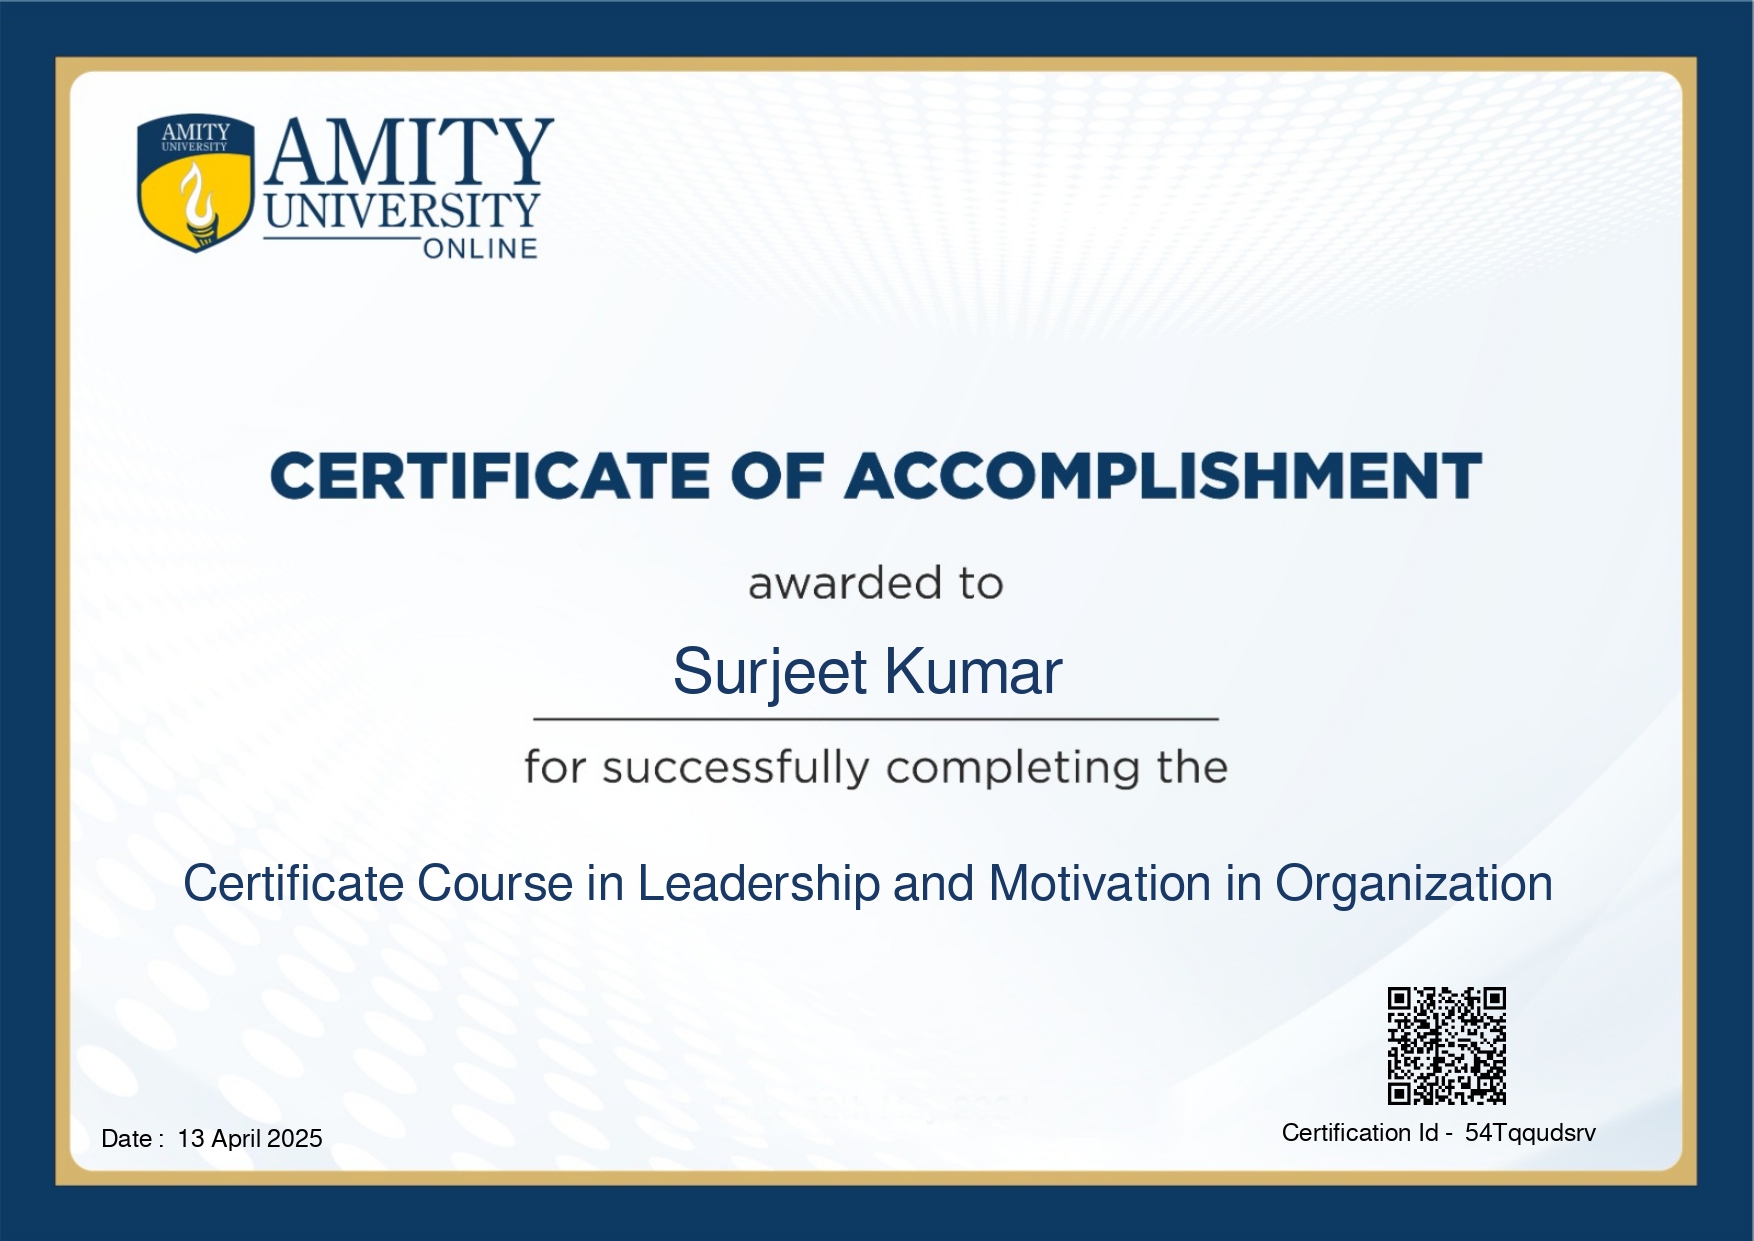 AMITY
UNIVERSITY
AMITY
UNIVERSITY
ONLINE
CERTIFICATE OF ACCOMPLISHMENT
awarded to
Surjeet Kumar
for successfully completing the
Certificate Course in Leadership and Motivation in Organization
Date : 13 April 2025
Certification Id - 54Tqqudsrv